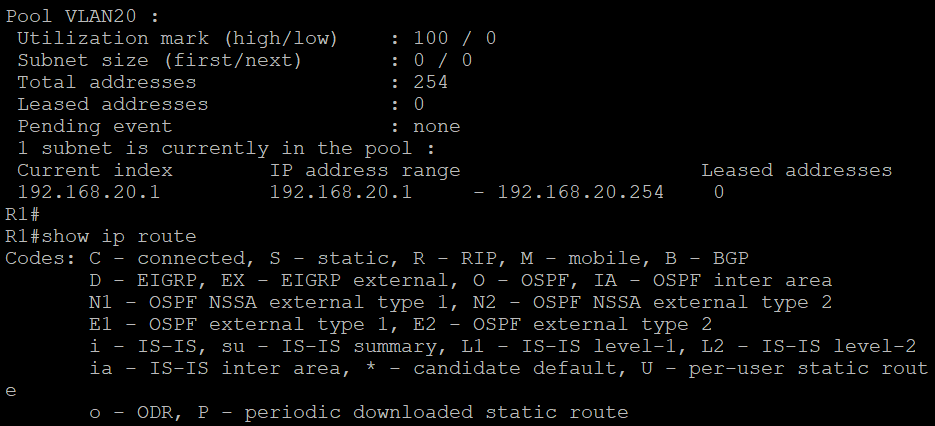 Pool VLAN20 :
 Utilization mark (high/low)    : 100 / 0
 Subnet size (first/next)       : 0 / 0
 Total addresses                : 254
 Leased addresses               : 0
 Pending event                  : none
 1 subnet is currently in the pool :
 Current index        IP address range                    Leased addresses
 192.168.20.1         192.168.20.1     - 192.168.20.254    0
R1#
R1#show ip route
Codes: C - connected, S - static, R - RIP, M - mobile, B - BGP
       D - EIGRP, EX - EIGRP external, O - OSPF, IA - OSPF inter area
       N1 - OSPF NSSA external type 1, N2 - OSPF NSSA external type 2
       E1 - OSPF external type 1, E2 - OSPF external type 2
       i - IS-IS, su - IS-IS summary, L1 - IS-IS level-1, L2 - IS-IS level-2
       ia - IS-IS inter area, * - candidate default, U - per-user static rout
e
       o - ODR, P - periodic downloaded static route